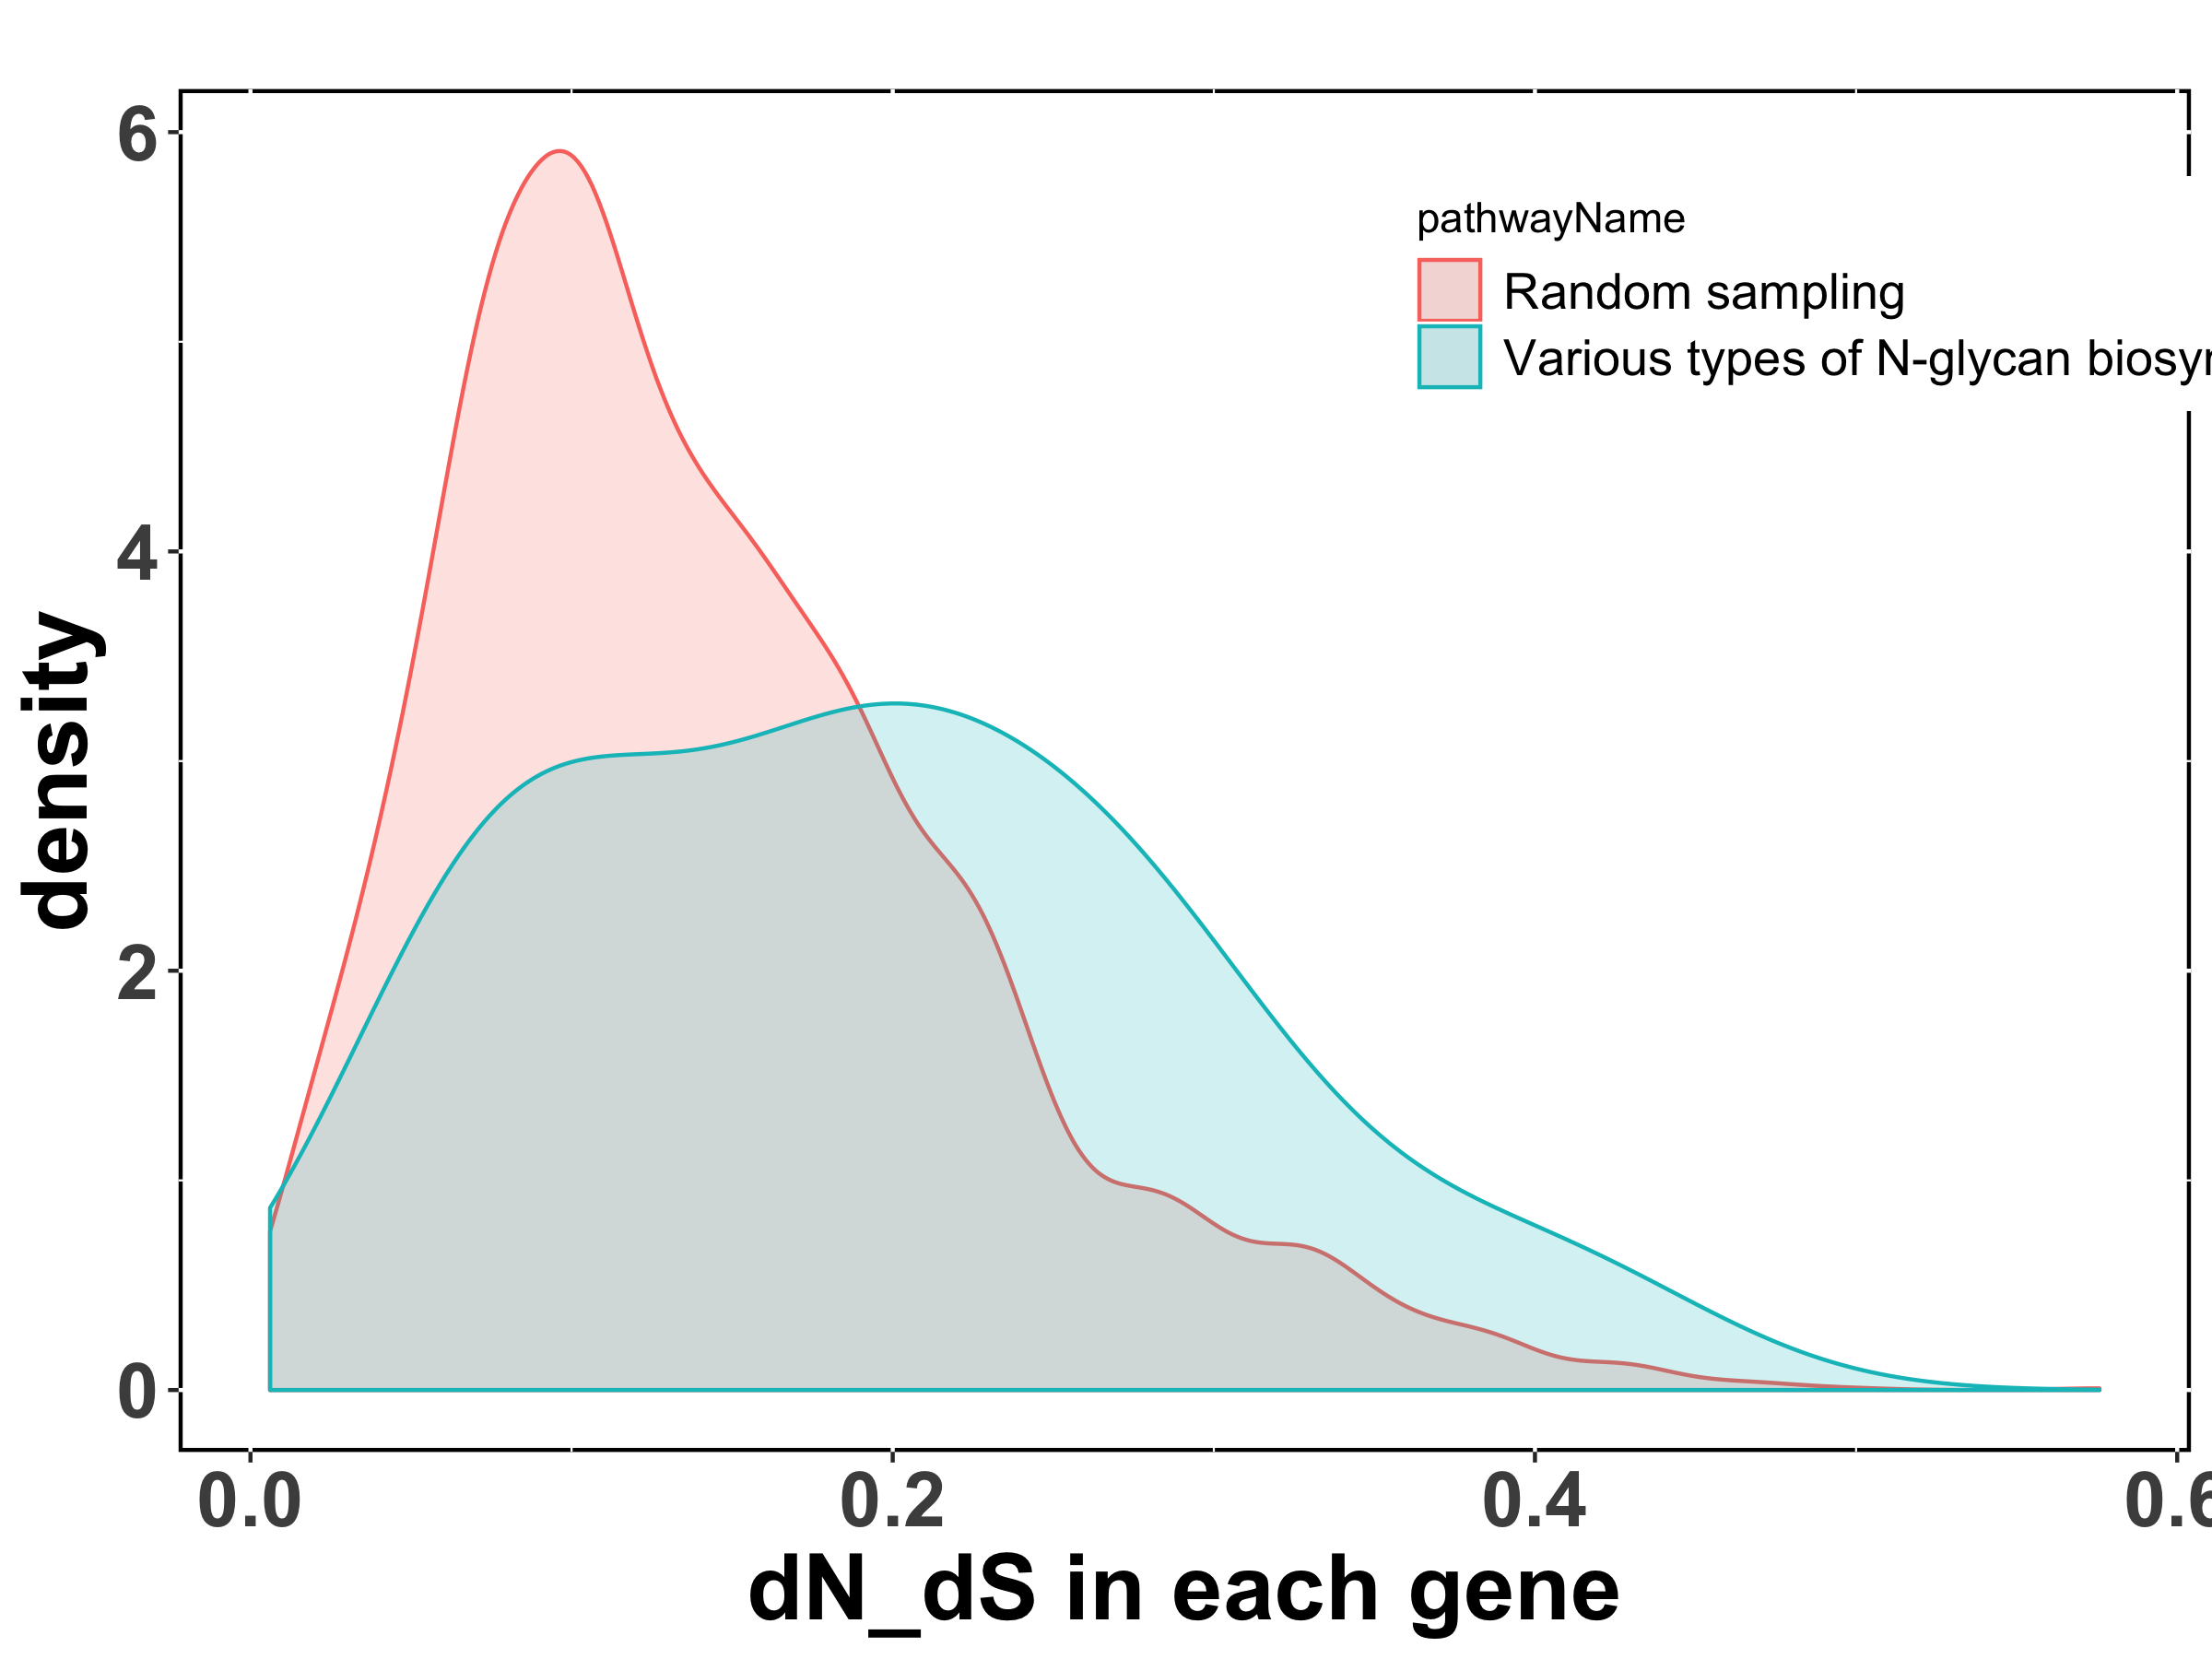 6
4
2
0
density
pathwayName
Random sampling
Various types of N-glycan
0.0 0.2 0.4
dN_dS in each gene